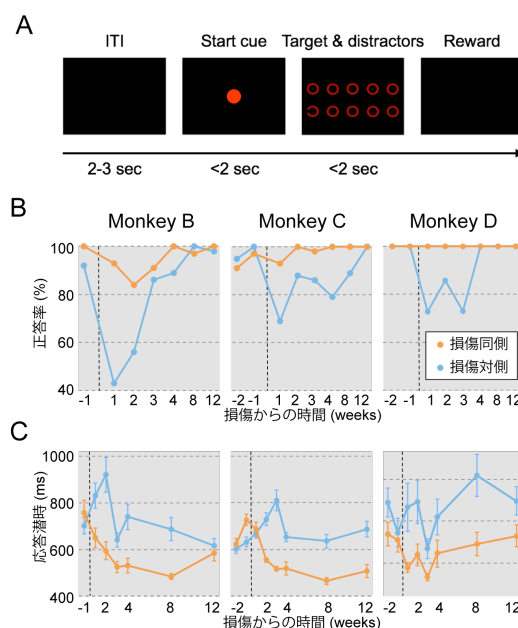 A
ITI Start cue Target & distractors Reward
2-3 sec <2 sec <2 sec
B
Monkey B Monkey C Monkey D
正答率 (%)
100
80
60
40
損傷同側
損傷対側
-1 1 2 3 4 8 12 -2 -1 1 2 3 4 8 12 -2 -1 1 2 3 4 8 12
損傷からの時間 (weeks)
C
応答潜時 (ms)
1000
800
600
400
-1 2 4 8 12 -2 2 4 8 12 -2 2 4 8 12
損傷からの時間 (weeks)